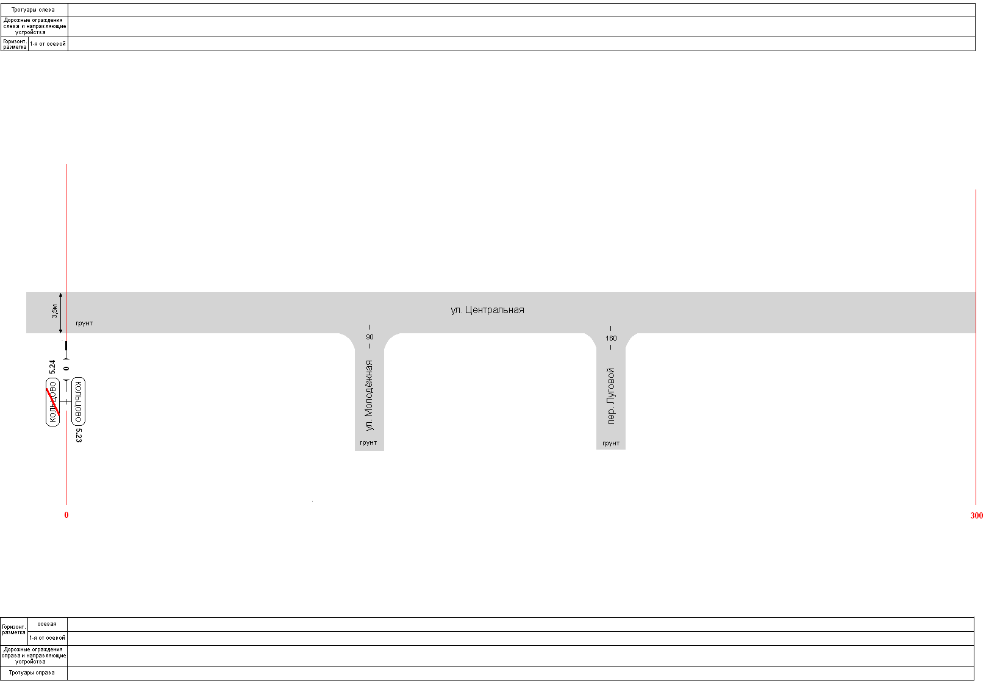 Тротуары слева
Дорожные ограждения
слева и направляющие
устройства
Горизонт.
разметка
1-я от осевой
ул. Центральная
3,5м
грунт
90
160
0
5.24
КОЛЬЦОВО
КОЛЬЦОВО
5.23
ул. Молодёжная
грунт
пер. Луговой
грунт
0
300
Горизонт.
разметка
осевая
1-я от осевой
Дорожные ограждения
справа и направляющие
устройства
Тротуары справа